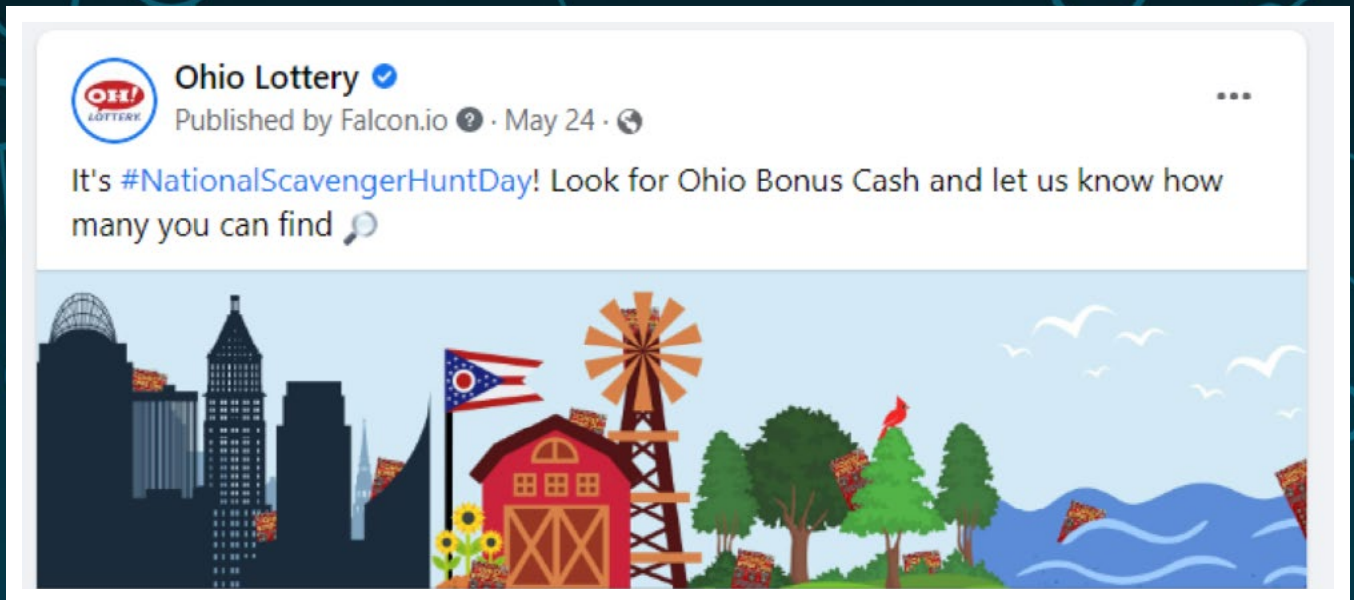 Ohio Lottery
OH!
LOTTERY
Published by Falcon.io · May 24 ·
It's #NationalScavengerHuntDay! Look for Ohio Bonus Cash and let us know how
many you can find